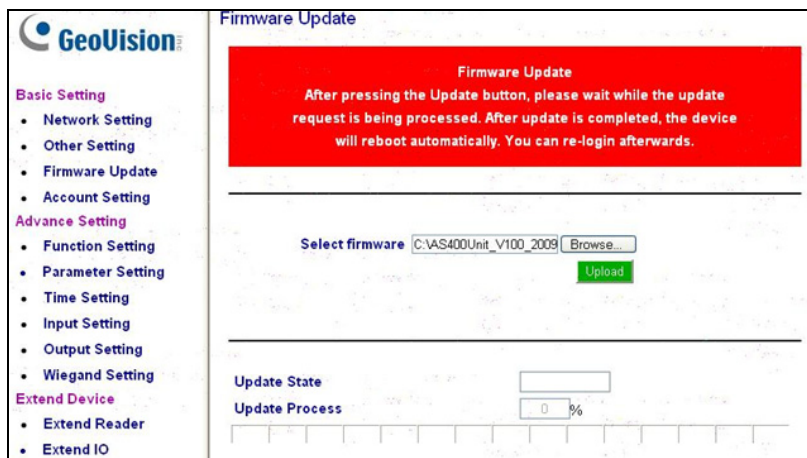 GeoVision Inc
Basic Setting
Network Setting
Other Setting
Firmware Update
Account Setting
Advance Setting
Function Setting
Parameter Setting
Time Setting
Input Setting
Output Setting
Wiegand Setting
Extend Device
Extend Reader
Extend IO
Firmware Update
Firmware Update
After pressing the Update button, please wait while the update
request is being processed. After update is completed, the device
will reboot automatically. You can re-login afterwards.
Select firmware C:\AS400Unit_V100_2009 Browse...
Upload
Update State
Update Process 0 %